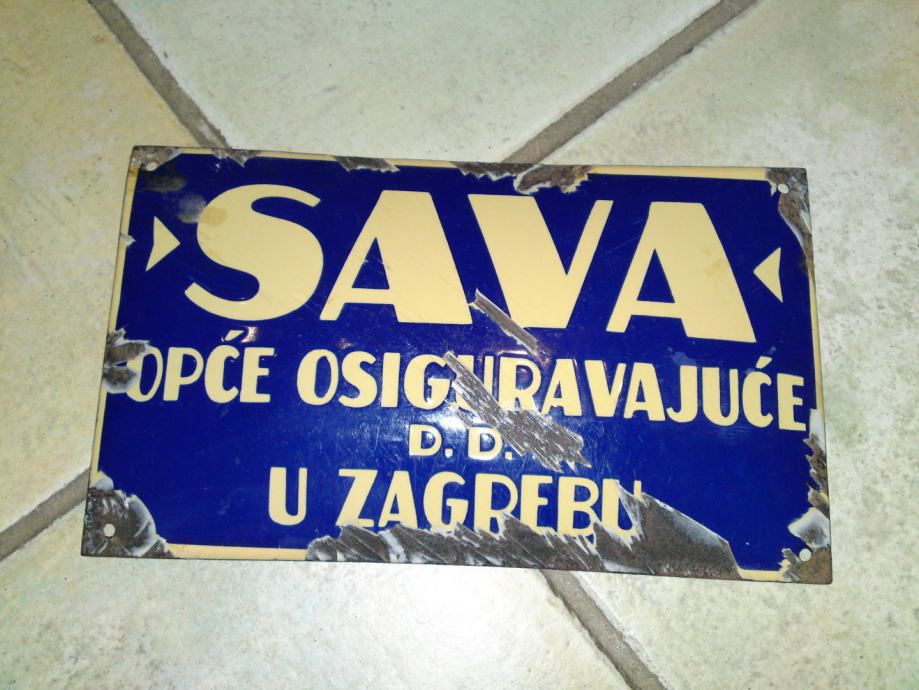 SAVA
OPĆE OSIGURAVAJUĆE
D. D.
U ZAGREBU